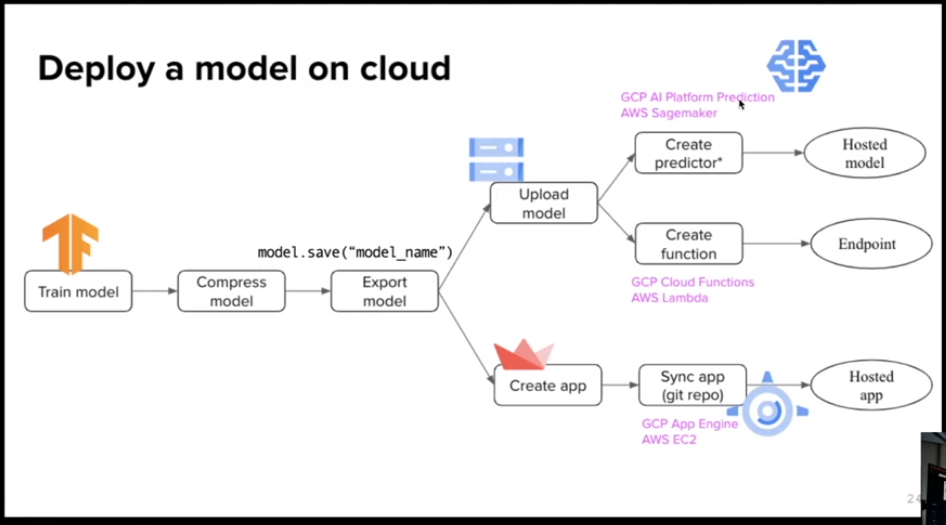 Deploy a model on cloud
GCP AI Platform Prediction
AWS Sagemaker
Create
predictor*
Hosted
model
Upload
model
model.save(“model_name”)
Create
function
Endpoint
GCP Cloud Functions
AWS Lambda
Train model
Compress
model
Export
model
Create app
Sync app
(git repo)
Hosted
app
GCP App Engine
AWS EC2
24